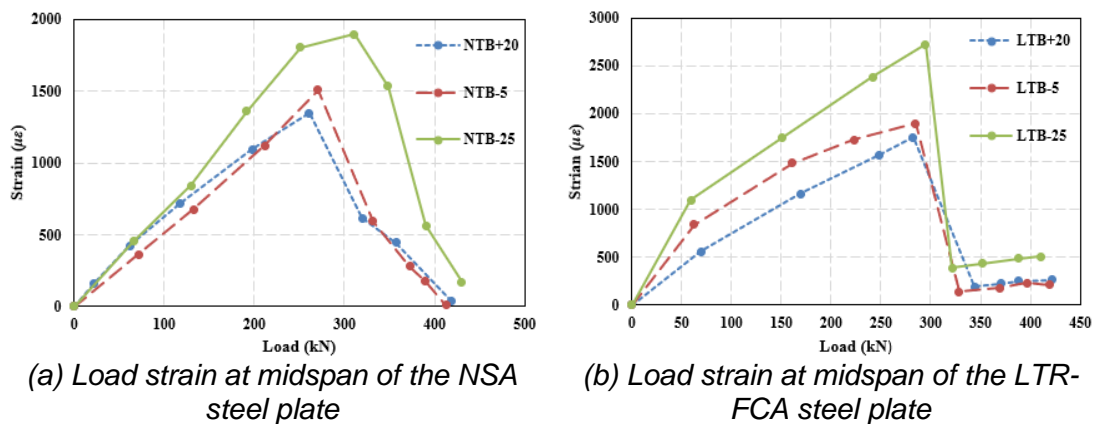 2000
1500
1000
500
0
0 100 200 300 400 500
Strain (με)
Load (kN)
NTB+20
NTB-5
NTB-25
(a) Load strain at midspan of the NSA
steel plate
3000
2500
2000
1500
1000
500
0
0 50 100 150 200 250 300 350 400 450
Strian (με)
Load (kN)
LTB+20
LTB-5
LTB-25
(b) Load strain at midspan of the LTR-
FCA steel plate